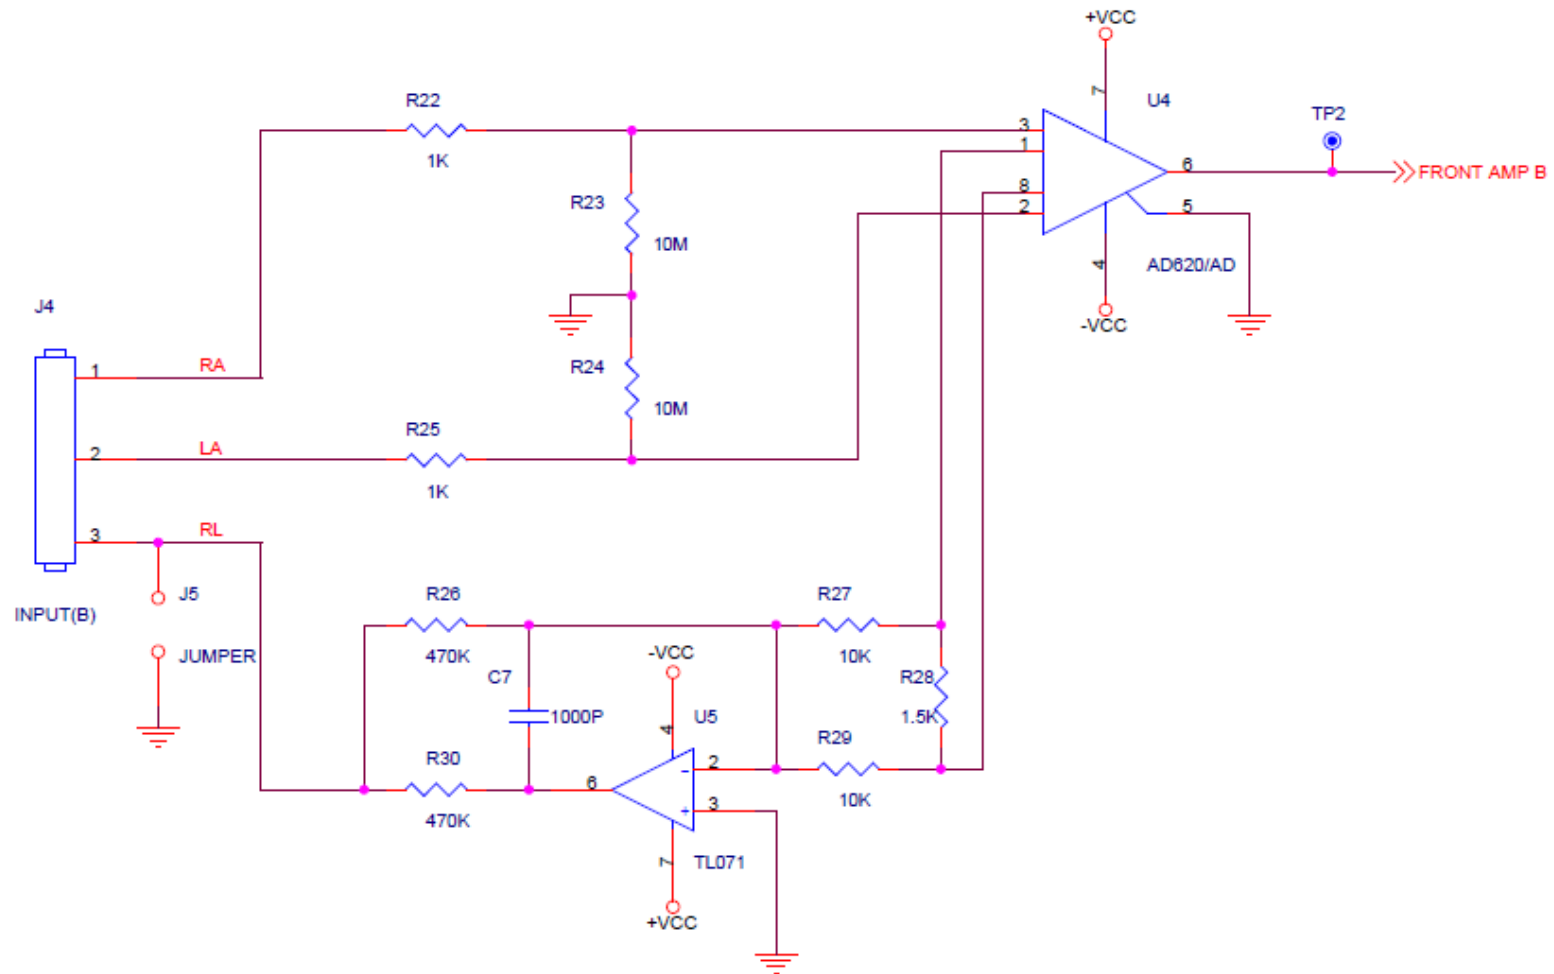 +VCC
7
U4
TP2
R22
1K
3
1
8
2
6
FRONT AMP B
5
R23
10M
4
AD620/AD
-VCC
J4
1
RA
R24
10M
2
LA
R25
1K
3
RL
J5
JUMPER
INPUT(B)
R26
470K
R27
10K
-VCC
C7
1000P
4
U5
R28
1.5K
R30
470K
6
2
-
3
+
R29
10K
7
TL071
+VCC